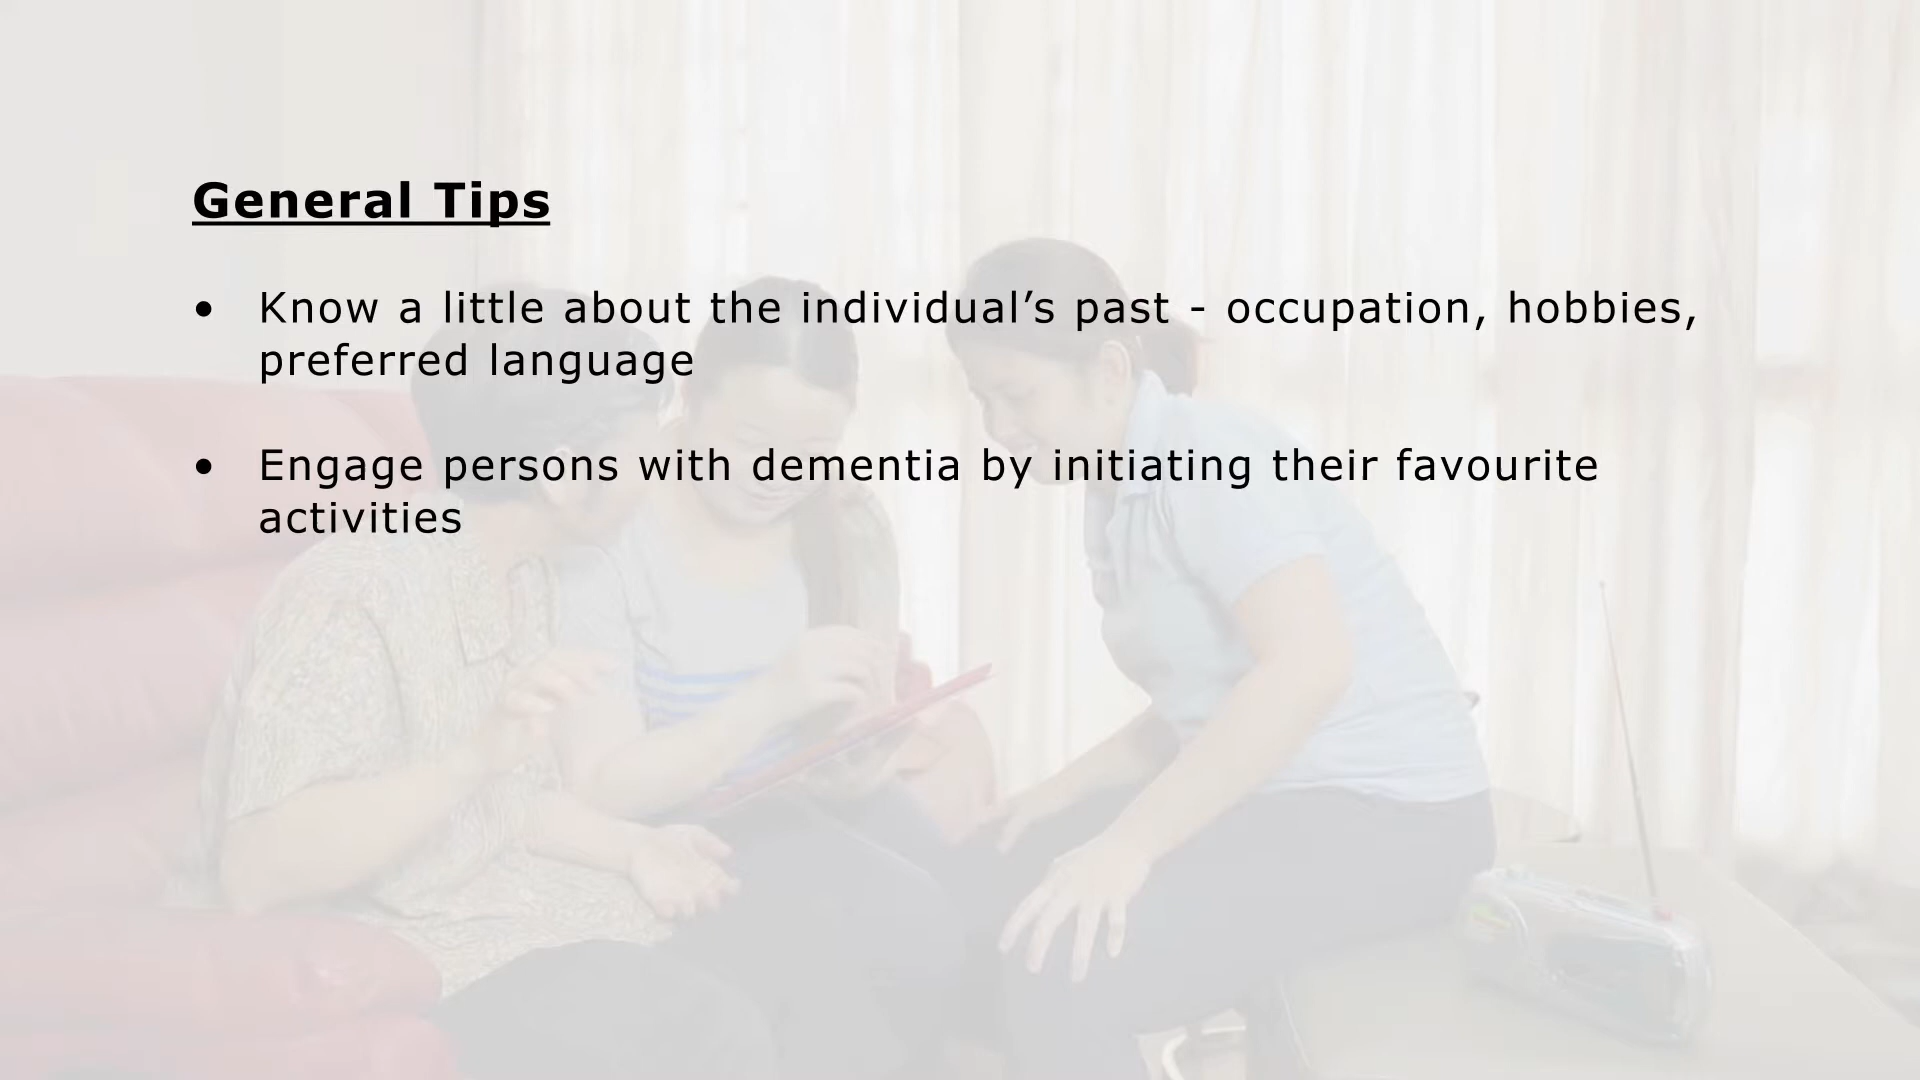 General Tips
• Know a little about the individual’s past - occupation, hobbies,
preferred language
• Engage persons with dementia by initiating their favourite
activities